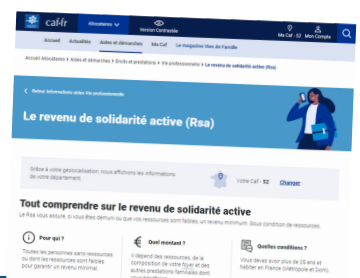 caf.fr
Allocataires
Version Contrastée
Ma Caf - 52
Mon Compte
Accueil Actualités Aides et démarches Ma Caf Le magazine Vies de Famille
Accueil Allocataires > Aides et démarches > Droits et prestations > Vie professionnelle > Le revenu de solidarité active (Rsa)
Retour Informations aides Vie professionnelle
Le revenu de solidarité active (Rsa)
Grâce à votre géolocalisation, nous affichons les informations
de votre département.
Votre Caf - 52 Changer
Tout comprendre sur le revenu de solidarité active
Le Rsa vous assure, si vous êtes démuni ou que vos ressources sont faibles, un revenu minimum. Sous condition de ressources.
Pour qui ?
Toutes les personnes sans ressources
ou dont les ressources sont faibles
pour garantir un revenu minimal.
Quel montant ?
Il dépend des ressources, de la
composition de votre foyer et des
autres prestations familiales dont
Quelles conditions ?
Vous devez avoir plus de 25 ans et
habiter en France (Métropole et Dom).